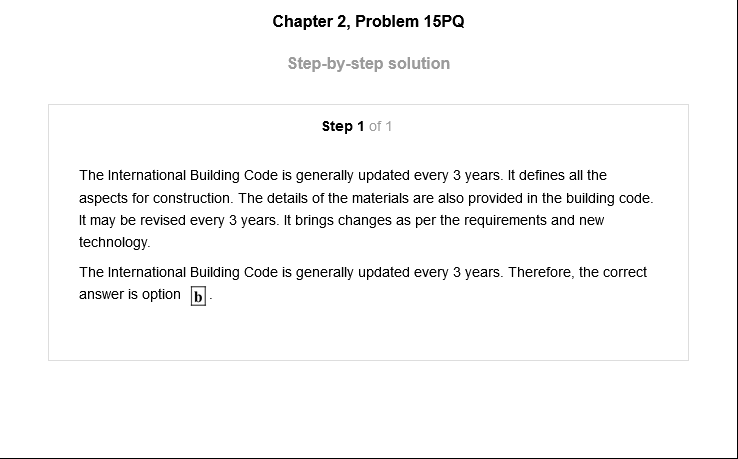 Chapter 2, Problem 15PQ
Step-by-step solution
Step 1 of 1
The International Building Code is generally updated every 3 years. It defines all the
aspects for construction. The details of the materials are also provided in the building code.
It may be revised every 3 years. It brings changes as per the requirements and new
technology.
The International Building Code is generally updated every 3 years. Therefore, the correct
answer is option b.